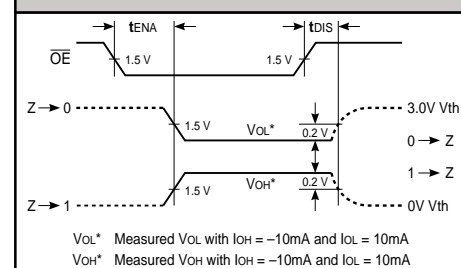 tENA
tDIS
OE
1.5 V
1.5 V
Z → 0
3.0V Vth
1.5 V
VOL*
0.2 V
0 → Z
1 → Z
1.5 V
VOH*
0.2 V
Z → 1
0V Vth
VOL* Measured VOL with IOH = –10mA and IOL = 10mA
VOH* Measured VOH with IOH = –10mA and IOL = 10mA